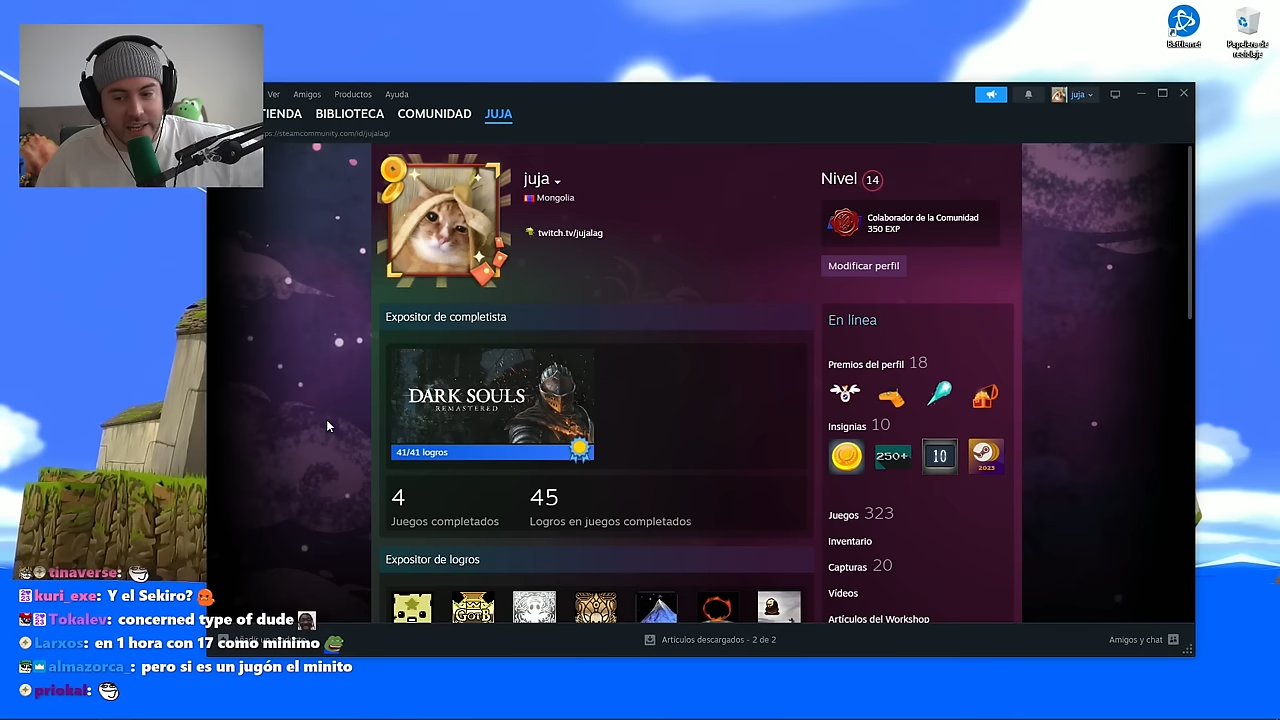 Battle.net
Papelera de
reciclaje
Ver Amigos Productos Ayuda
juja
TIENDA BIBLIOTECA COMUNIDAD JUJA
ps://steamcommunity.com/id/jujalag/
juja
Mongolia
twitch.tv/jujalag
Nivel 14
Colaborador de la Comunidad
350 EXP
Modificar perfil
Expositor de completista
DARK SOULS
REMASTERED
41/41 logros
4
Juegos completados
45
Logros en juegos completados
Expositor de logros
GOTB
En línea
Premios del perfil 18
Insignias 10
250+
10
2023
Juegos 323
Inventario
Capturas 20
Vídeos
Artículos del Workshop
Artículos descargados - 2 de 2
Amigos y chat
tinaverse:
kuri_exe: Y el Sekiro?
Tokalev: concerned type of dude
Larxos: en 1 hora con 17 como minimo
almazorca_: pero si es un jugón el minito
priokal: